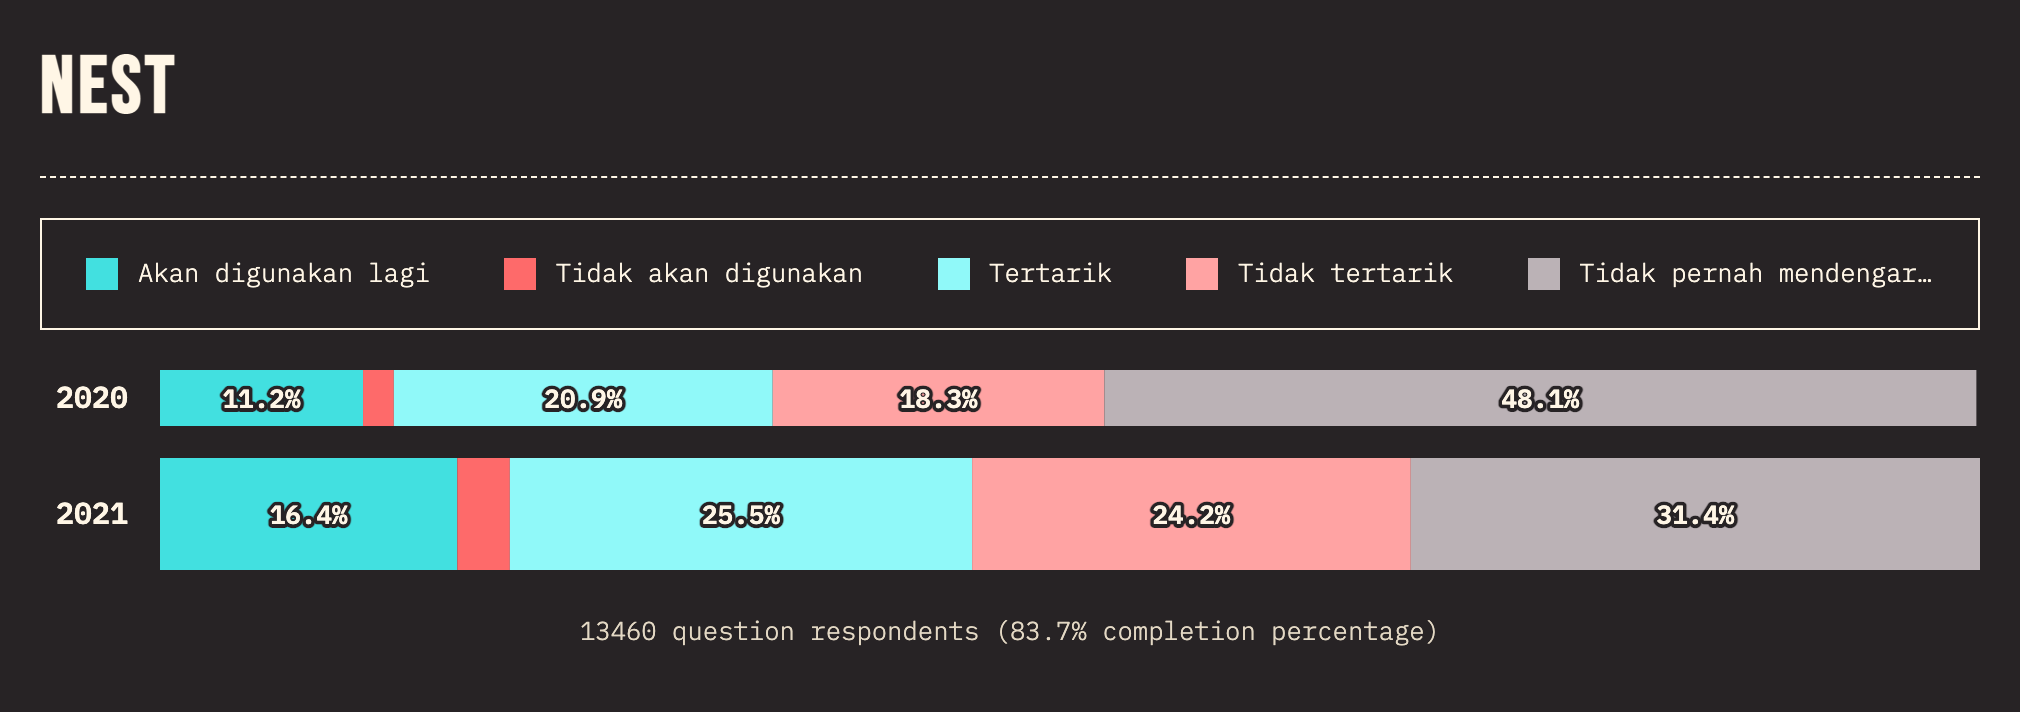 NEST
Akan digunakan lagi Tidak akan digunakan Tertarik Tidak tertarik Tidak pernah mendengar…
2020 11.2% 20.9% 18.3% 48.1%
2021 16.4% 25.5% 24.2% 31.4%
13460 question respondents (83.7% completion percentage)